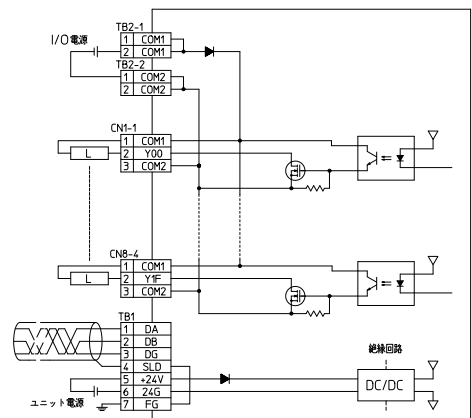 TB2-1
I/O電源
1 COM1
2 COM1
TB2-2
1 COM2
2 COM2
CN1-1
1 COM1
L 2 Y00
3 COM2
CN8-4
1 COM1
L 2 Y1F
3 COM2
TB1
1 DA
2 DB
3 DG
4 SLD
5 +24V
6 24G
7 FG
ユニット電源
絶縁回路
DC/DC